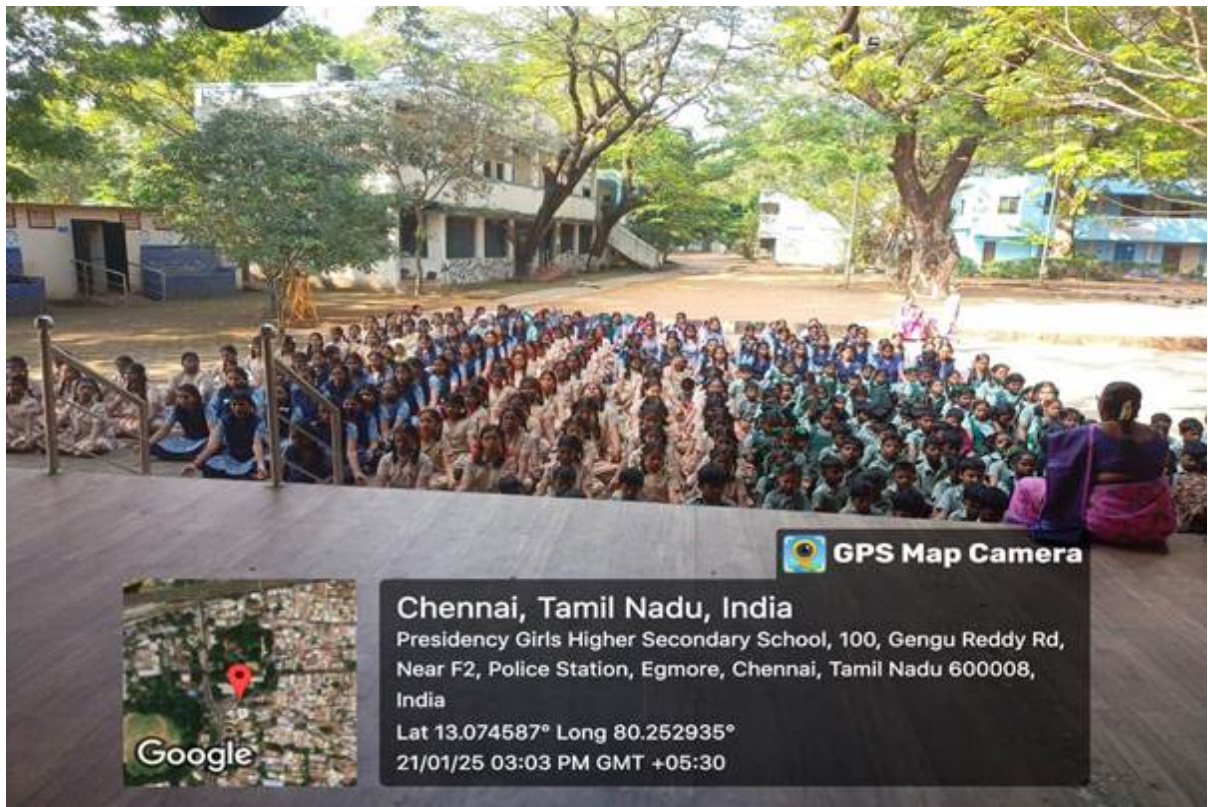 GPS Map Camera
Chennai, Tamil Nadu, India
Presidency Girls Higher Secondary School, 100, Gengu Reddy Rd,
Near F2, Police Station, Egmore, Chennai, Tamil Nadu 600008,
India
Lat 13.074587° Long 80.252935°
21/01/25 03:03 PM GMT +05:30
Google